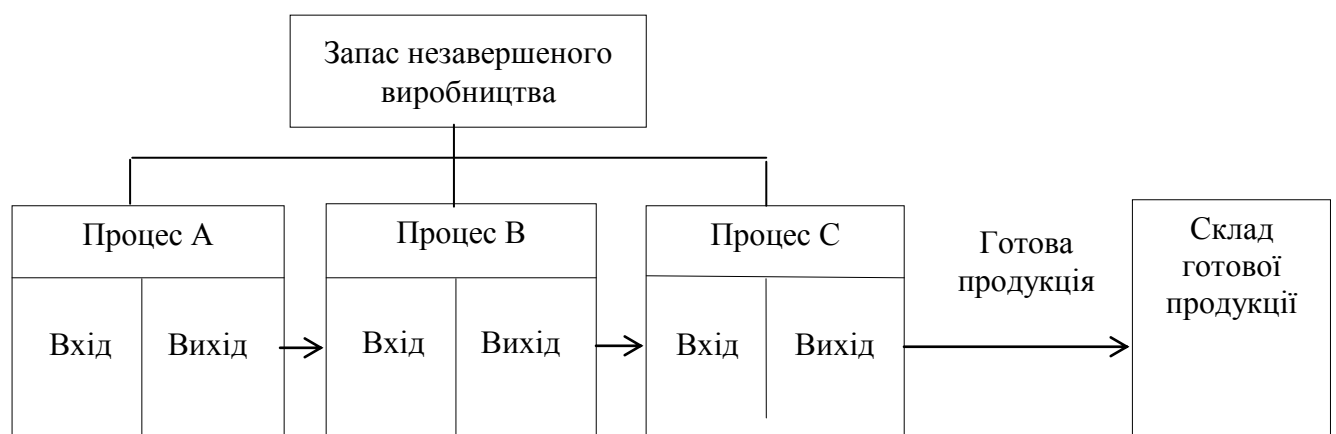 Запас незавершеного
виробництва
Процес А
Процес В
Процес С
Вхід
Вихід
Вхід
Вихід
Вхід
Вихід
Готова
продукція
Склад
готової
продукції